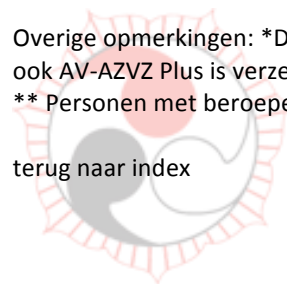 Overige opmerkingen: *D
ook AV-AZVZ Plus is verze
** Personen met beroepe
terug naar index